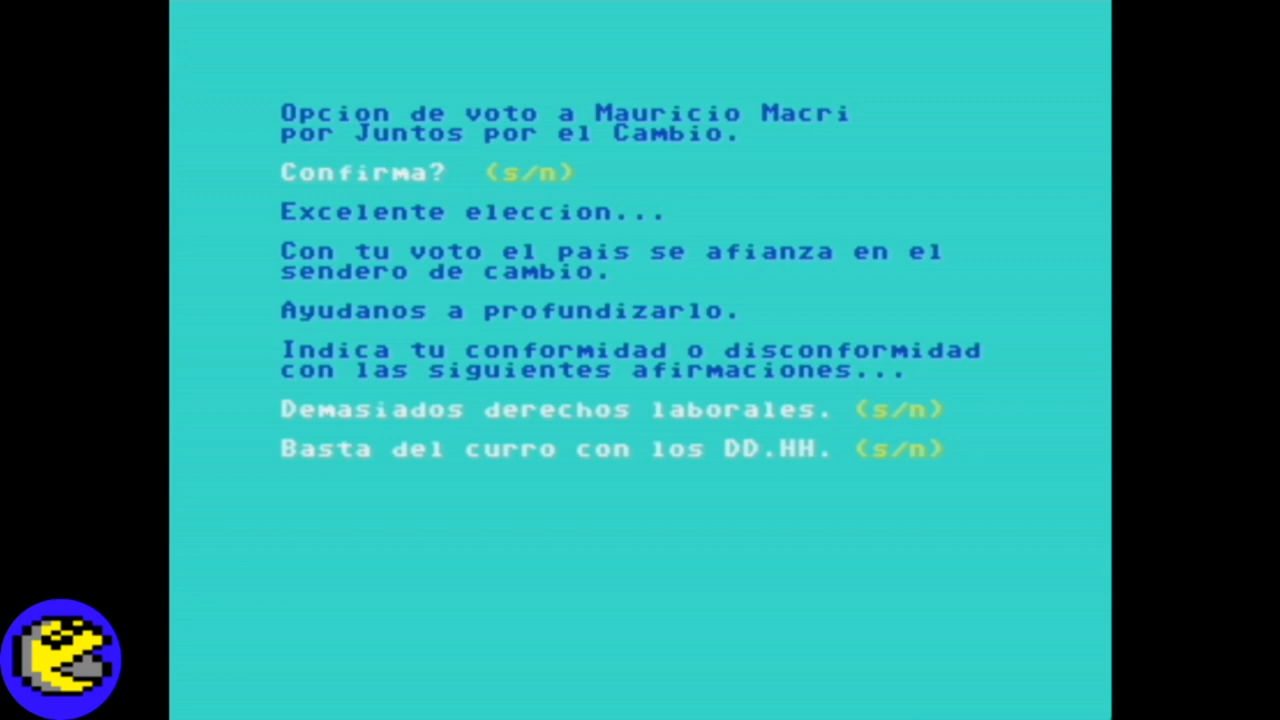 Opcion de voto a Mauricio Macri
por Juntos por el Cambio.
Confirma? (s/n)
Excelente eleccion...
Con tu voto el pais se afianza en el
sendero de cambio.
Ayudanos a profundizarlo.
Indica tu conformidad o disconformidad
con las siguientes afirmaciones...
Demasiados derechos laborales. (s/n)
Basta del curro con los DD.HH. (s/n)